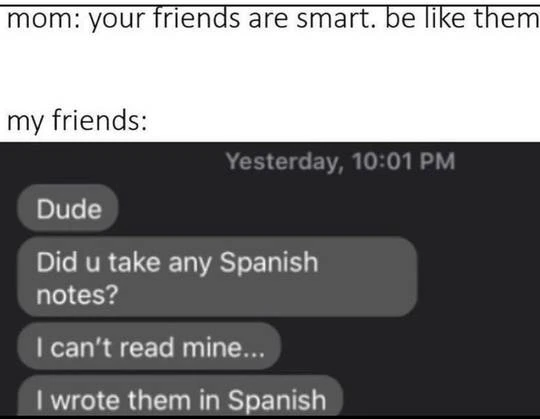 mom: your friends are smart. be like them
my friends:
Yesterday, 10:01 PM
Dude
Did u take any Spanish
notes?
I can't read mine...
I wrote them in Spanish